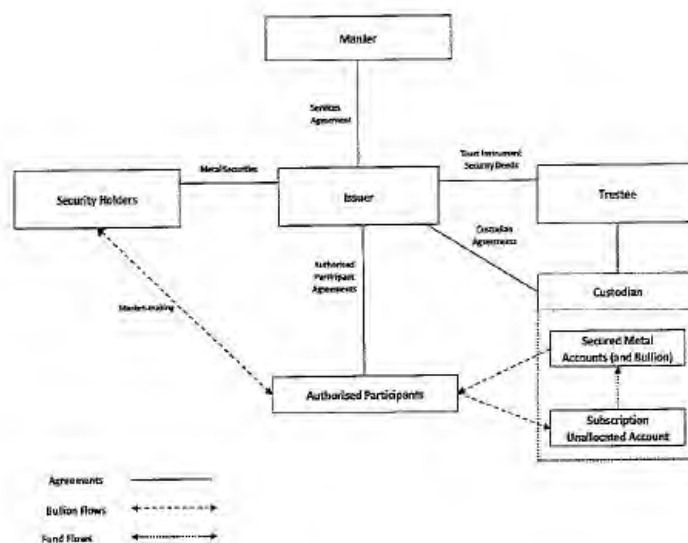 ManJer
Services
Agreement
Metal Securities
Trust Instrument
Security Deeds
Security Holders
Issuer
Trustee
Custodian
Agreements
Authorised
Participant
Agreements
Custodian
Market-making
Secured Metal
Accounts (and Bullion)
Authorised Participants
Subscription
Unallocated Account
Agreements
Bullion Flows
Fund Flows